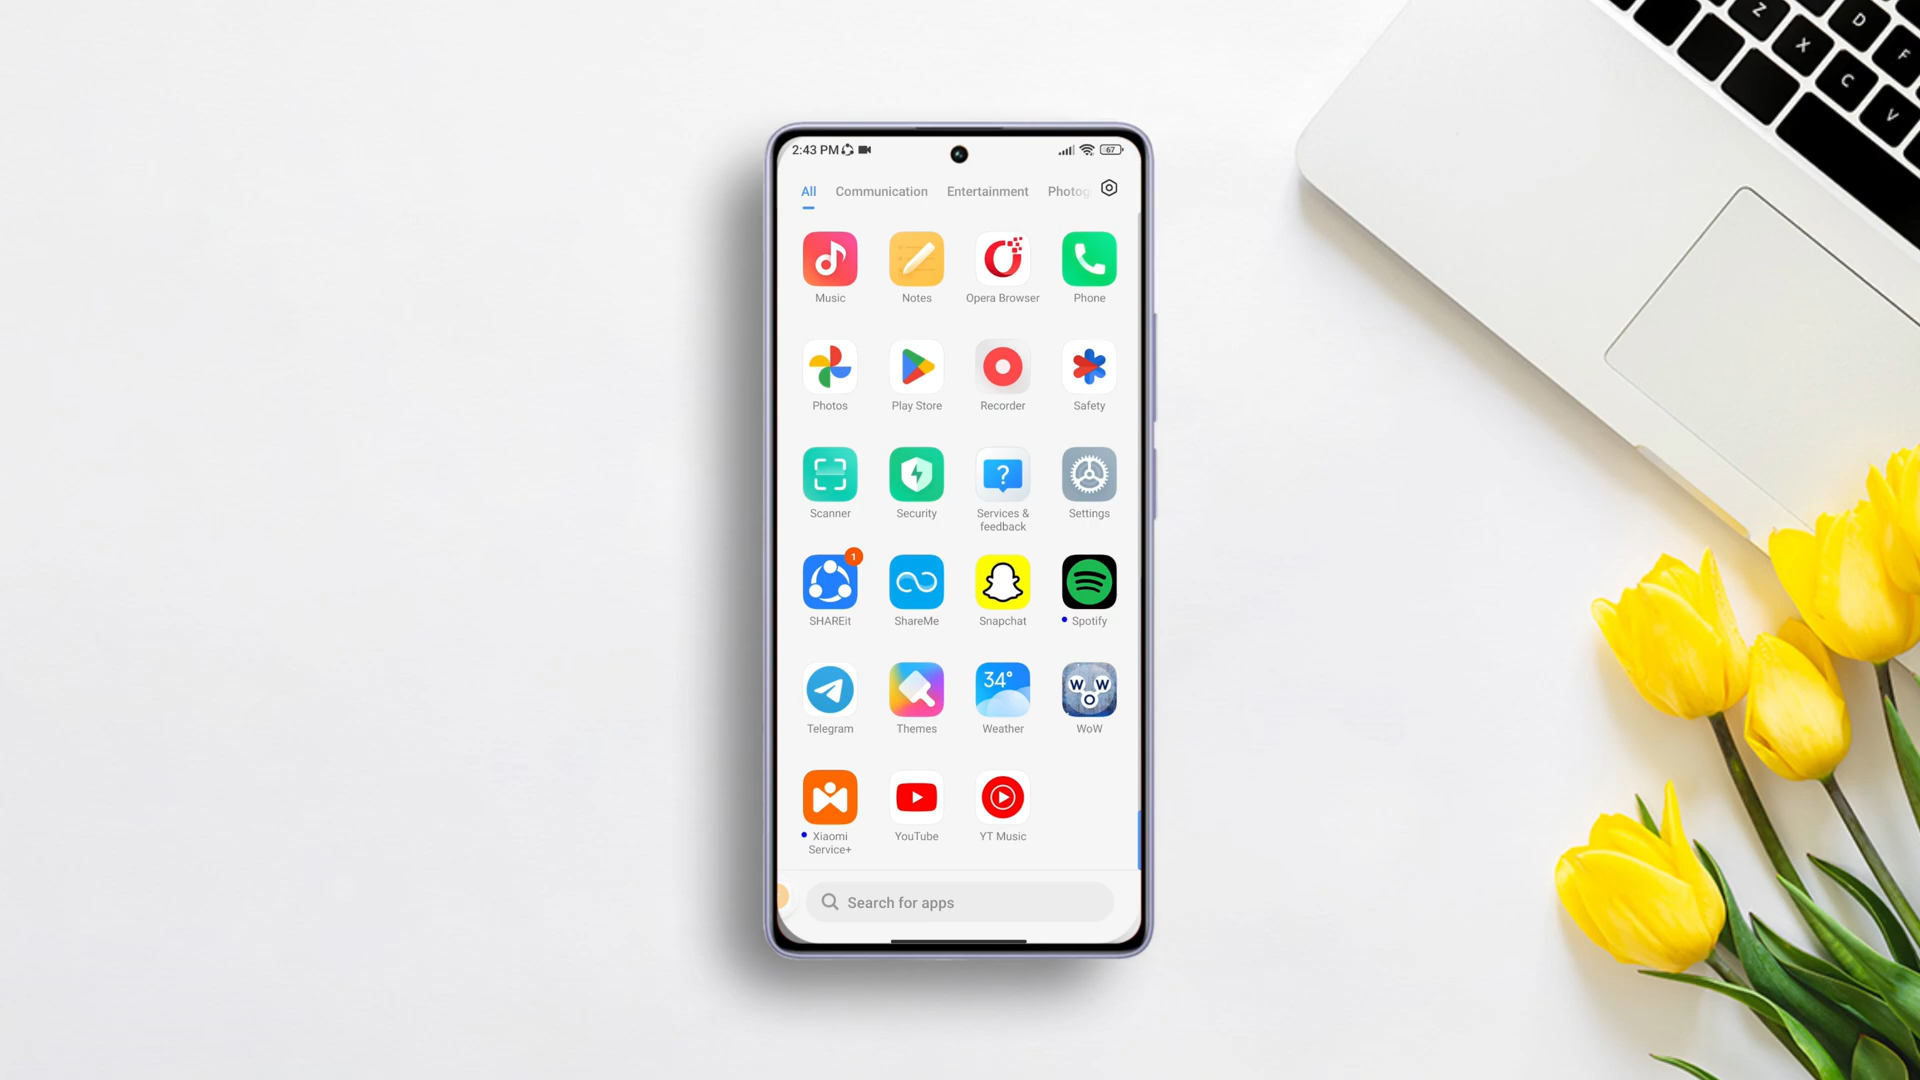 2:43 PM
67
All Communication Entertainment Photog
Music Notes Opera Browser Phone
Photos Play Store Recorder Safety
Scanner Security Services & feedback Settings
1
SHAREit ShareMe Snapchat Spotify
34°
W W
O
Telegram Themes Weather WoW
Xiaomi Service+ YouTube YT Music
Search for apps
Z D
X F
C
V